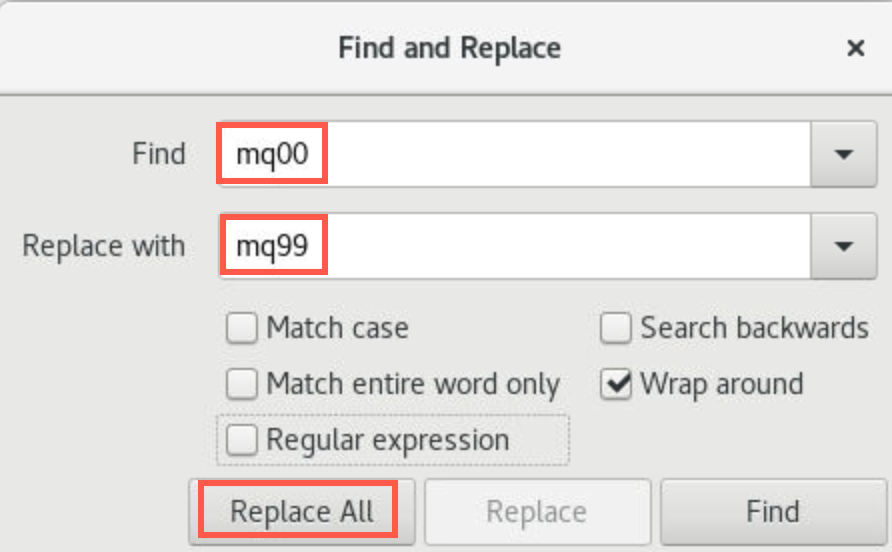 Find and Replace
Find mq00
Replace with mq99
Match case Search backwards
Match entire word only Wrap around
Regular expression
Replace All Replace Find